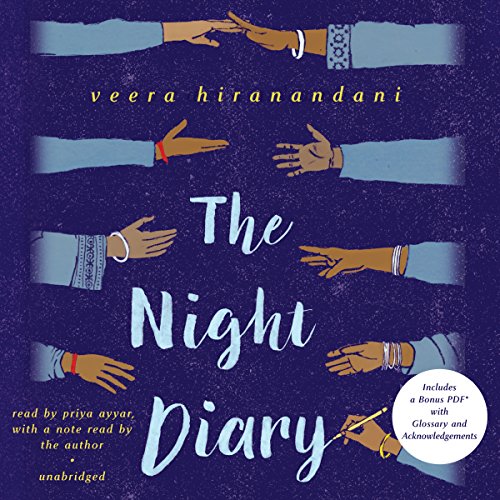 veera hiranandani
The
Night
Diary
read by priya ayyar,
with a note read by
the author
•
unabridged
Includes
a Bonus PDF*
with
Glossary and
Acknowledgements